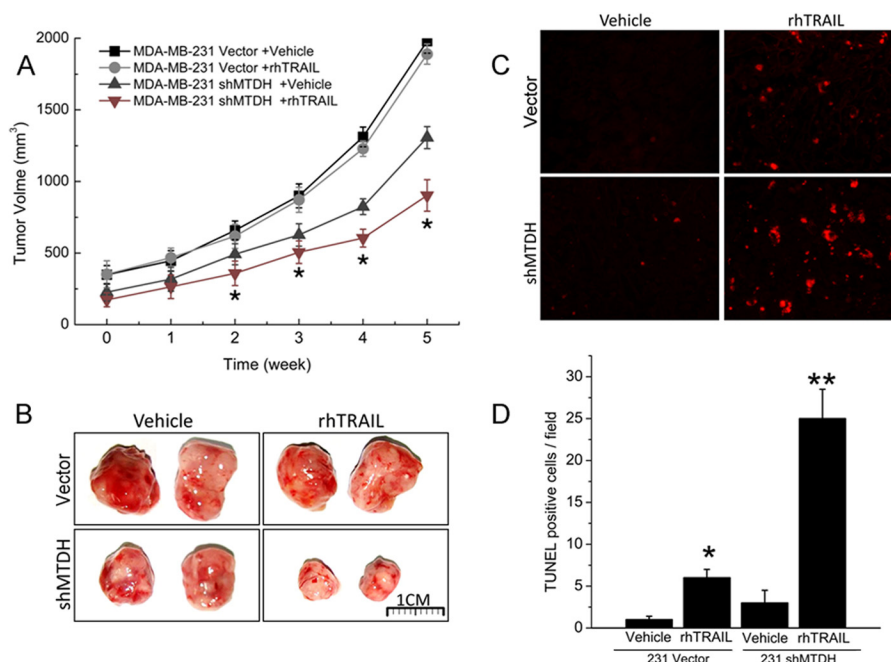 A
2000
1500
1000
500
0
Tumor Volme (mm³)
MDA-MB-231 Vector +Vehicle
MDA-MB-231 Vector +rhTRAIL
MDA-MB-231 shMTDH +Vehicle
MDA-MB-231 shMTDH +rhTRAIL
*
*
*
*
0 1 2 3 4 5
Time (week)
B
Vehicle rhTRAIL
Vector
shMTDH
1CM
C
Vehicle rhTRAIL
Vector
shMTDH
D
30
25
20
15
10
5
0
TUNEL positive cells / field
*
**
Vehicle rhTRAIL Vehicle rhTRAIL
231 Vector 231 shMTDH